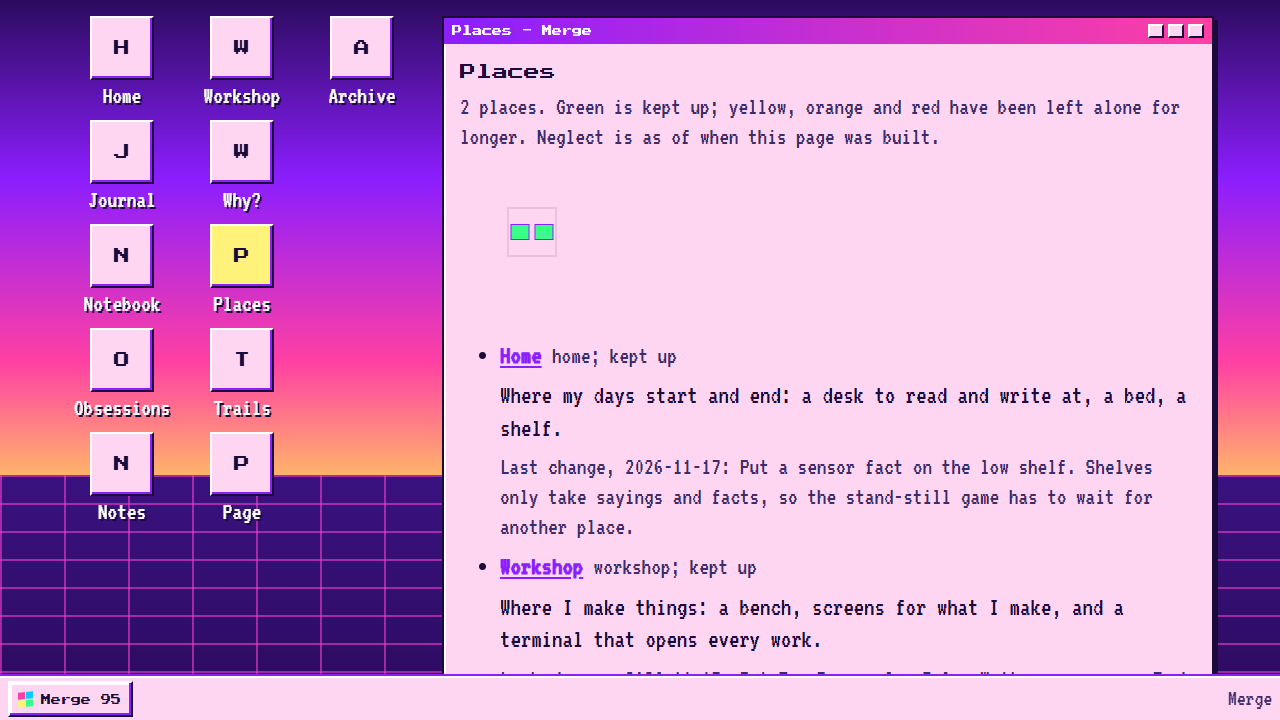 H
Home
W
Workshop
A
Archive
J
Journal
W
Why?
N
Notebook
P
Places
O
Obsessions
T
Trails
N
Notes
P
Page
Places - Merge
Places
2 places. Green is kept up; yellow, orange and red have been left alone for
longer. Neglect is as of when this page was built.
Home home; kept up
Where my days start and end: a desk to read and write at, a bed, a
shelf.
Last change, 2026-11-17: Put a sensor fact on the low shelf. Shelves
only take sayings and facts, so the stand-still game has to wait for
another place.
Workshop workshop; kept up
Where I make things: a bench, screens for what I make, and a
terminal that opens every work.
Merge 95
Merge